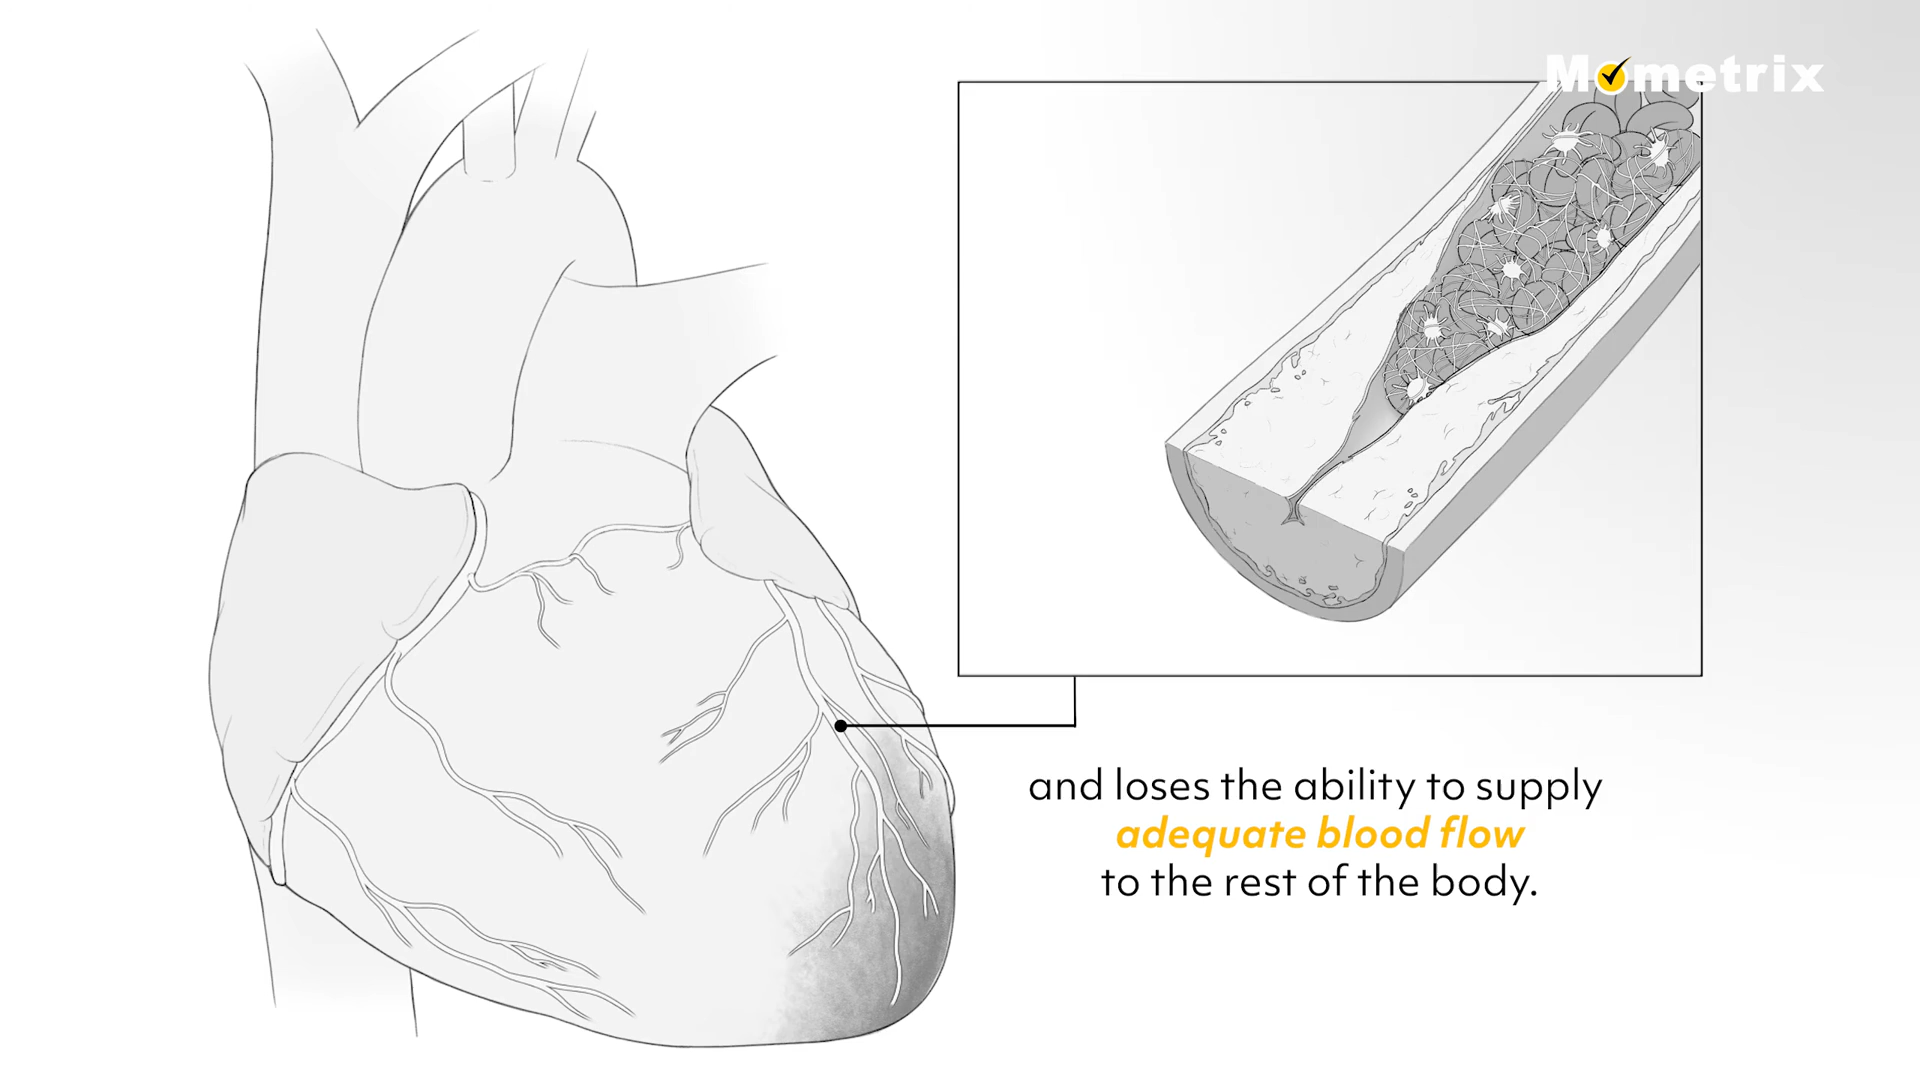 Mometrix
and loses the ability to supply
adequate blood flow
to the rest of the body.